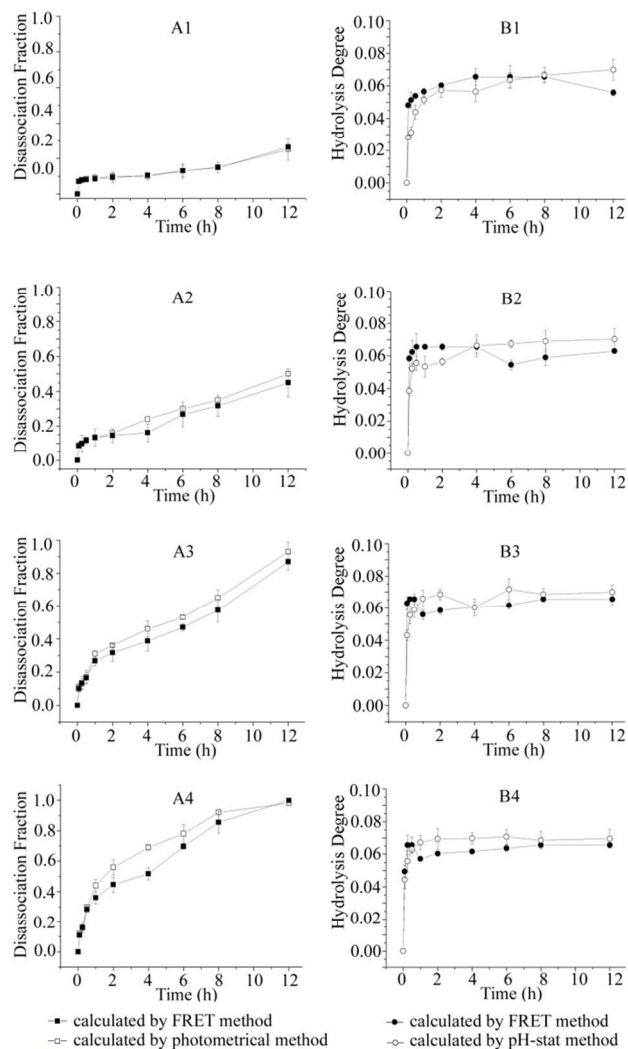 A1
Disassociation Fraction
1.0
0.8
0.6
0.4
0.2
0.0
0 2 4 6 8 10 12
Time (h)
B1
Hydrolysis Degree
0.10
0.08
0.06
0.04
0.02
0.00
0 2 4 6 8 10 12
Time (h)
A2
Disassociation Fraction
1.0
0.8
0.6
0.4
0.2
0.0
0 2 4 6 8 10 12
Time (h)
B2
Hydrolysis Degree
0.10
0.08
0.06
0.04
0.02
0.00
0 2 4 6 8 10 12
Time (h)
A3
Disassociation Fraction
1.0
0.8
0.6
0.4
0.2
0.0
0 2 4 6 8 10 12
Time (h)
B3
Hydrolysis Degree
0.10
0.08
0.06
0.04
0.02
0.00
0 2 4 6 8 10 12
Time (h)
A4
Disassociation Fraction
1.0
0.8
0.6
0.4
0.2
0.0
0 2 4 6 8 10 12
Time (h)
B4
Hydrolysis Degree
0.10
0.08
0.06
0.04
0.02
0.00
0 2 4 6 8 10 12
Time (h)
calculated by FRET method
calculated by photometrical method
calculated by FRET method
calculated by pH-stat method